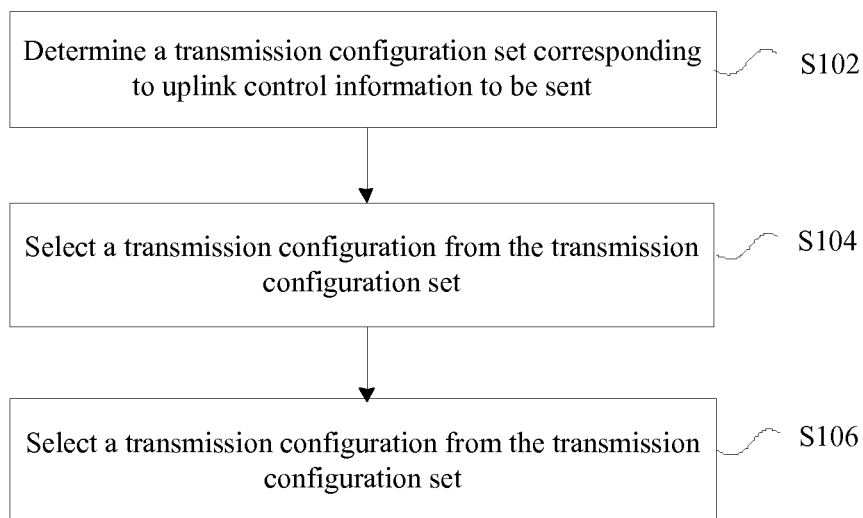 Determine a transmission configuration set corresponding
to uplink control information to be sent
S102
Select a transmission configuration from the transmission
configuration set
S104
Select a transmission configuration from the transmission
configuration set
S106